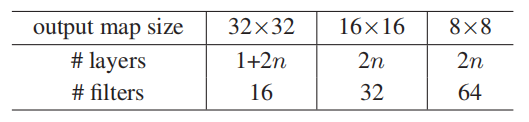 output map size 32×32 16×16 8×8
# layers 1+2n 2n 2n
# filters 16 32 64